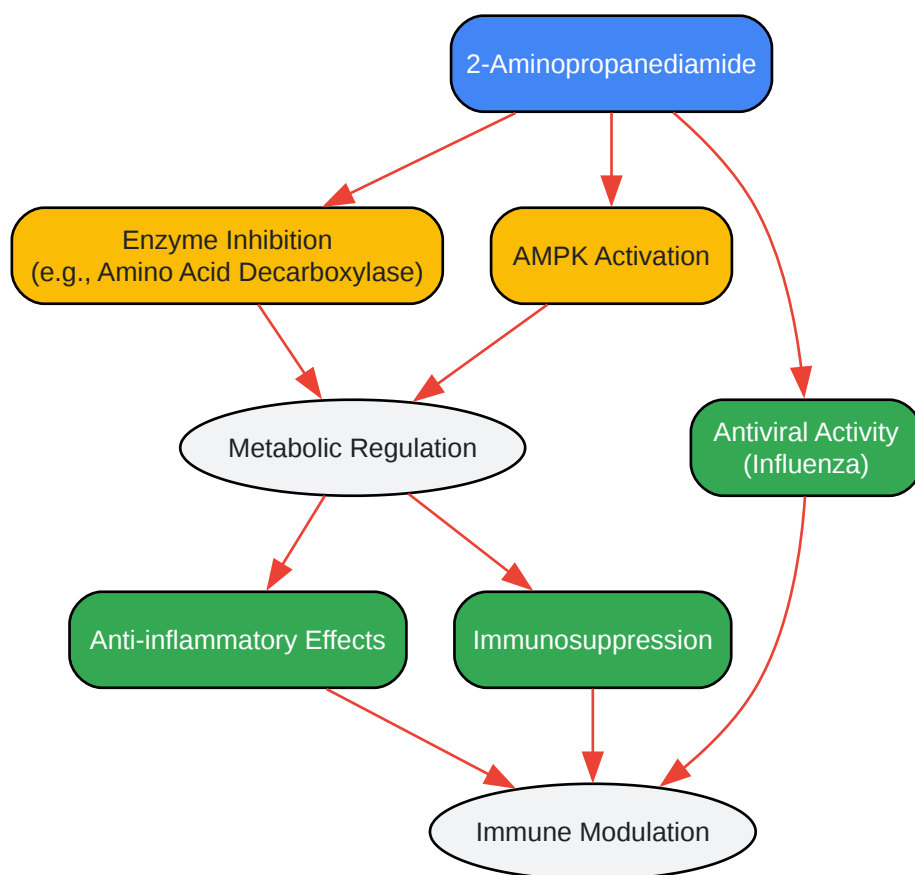 2-Aminopropanediamide
Enzyme Inhibition
(e.g., Amino Acid Decarboxylase)
AMPK Activation
Metabolic Regulation
Antiviral Activity
(Influenza)
Anti-inflammatory Effects
Immunosuppression
Immune Modulation